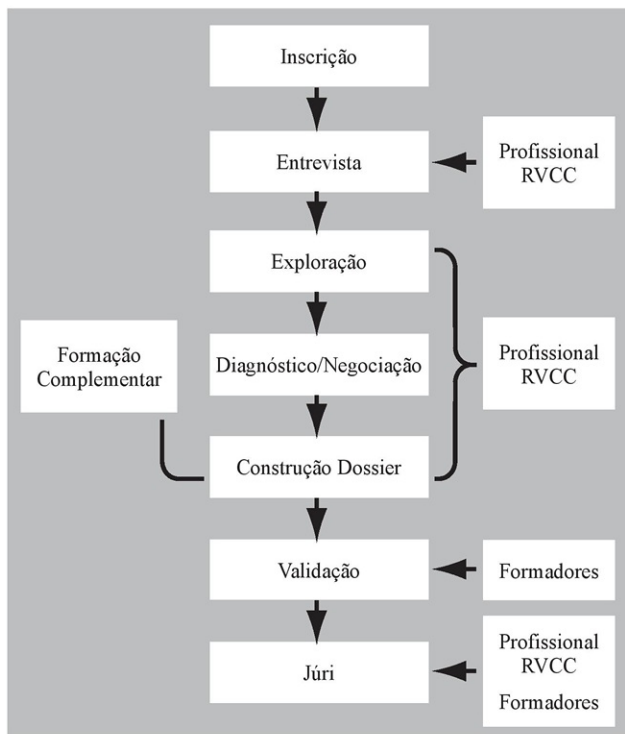 Inscrição
Entrevista
Profissional
RVCC
Exploração
Formação
Complementar
Diagnóstico/Negociação
Profissional
RVCC
Construção Dossier
Validação
Formadores
Júri
Profissional
RVCC
Formadores